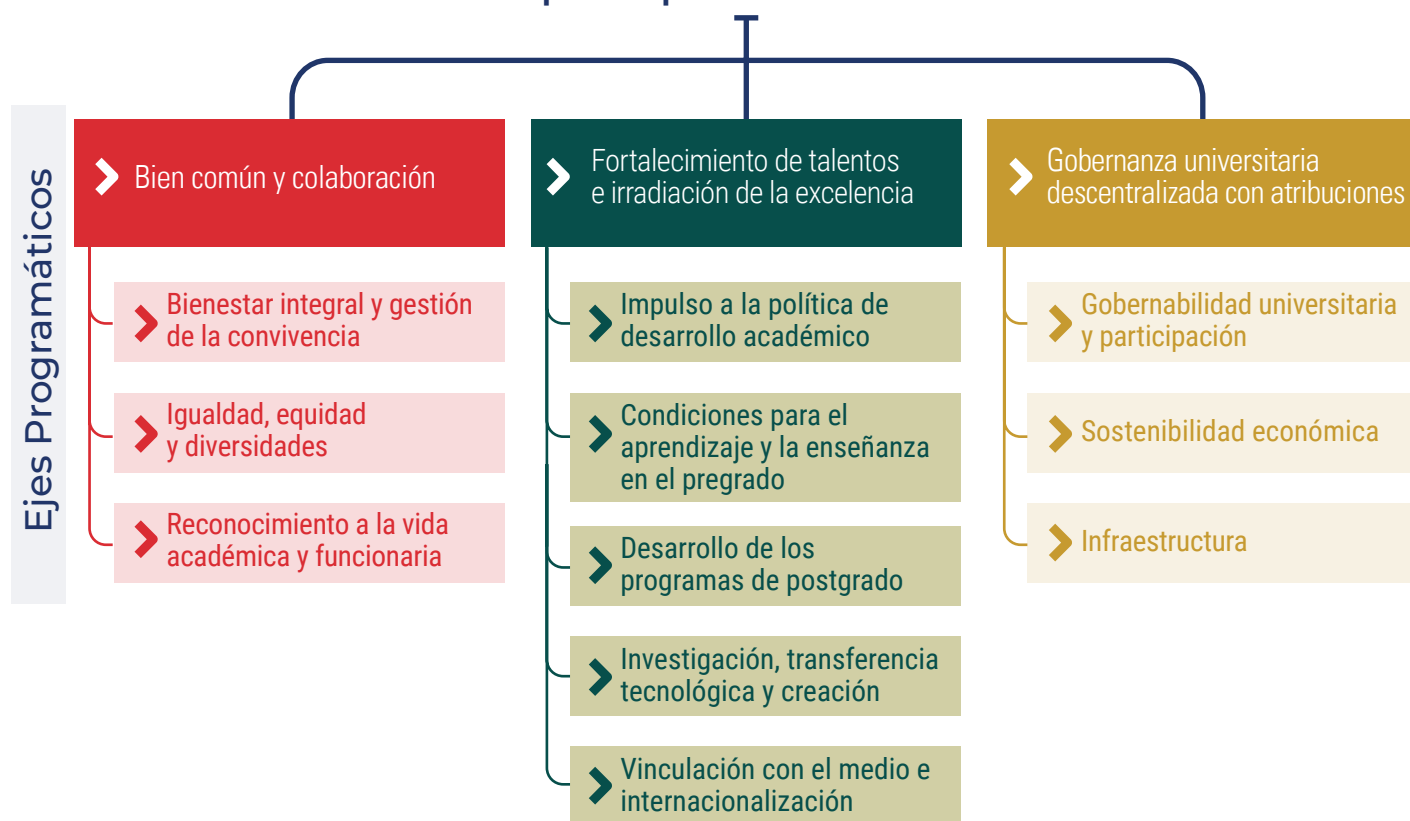 Ejes Programáticos
Bien común y colaboración
Bienestar integral y gestión
de la convivencia
Igualdad, equidad
y diversidades
Reconocimiento a la vida
académica y funcionaria
Fortalecimiento de talentos
e irradiación de la excelencia
Impulso a la política de
desarrollo académico
Condiciones para el
aprendizaje y la enseñanza
en el pregrado
Desarrollo de los
programas de postgrado
Investigación, transferencia
tecnológica y creación
Vinculación con el medio e
internacionalización
Gobernanza universitaria
descentralizada con atribuciones
Gobernabilidad universitaria
y participación
Sostenibilidad económica
Infraestructura